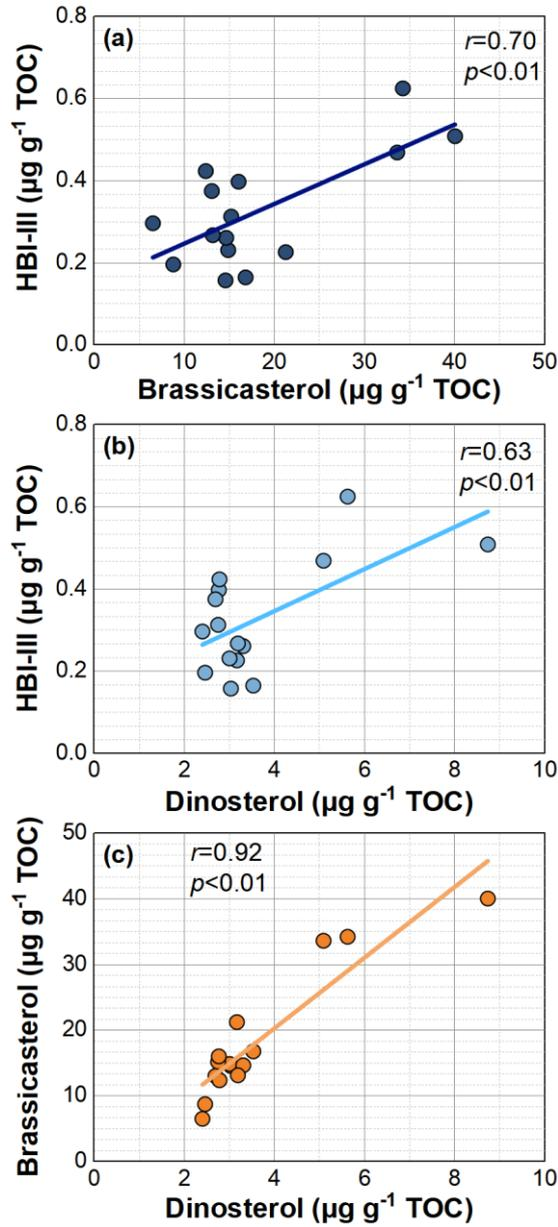 (a)
r=0.70
p<0.01
0.8
0.6
0.4
0.2
0.0
HBI-III (µg g⁻¹ TOC)
0 10 20 30 40 50
Brassicasterol (µg g⁻¹ TOC)
(b)
r=0.63
p<0.01
0.8
0.6
0.4
0.2
0.0
HBI-III (µg g⁻¹ TOC)
0 2 4 6 8 10
Dinosterol (µg g⁻¹ TOC)
(c)
r=0.92
p<0.01
50
40
30
20
10
0
Brassicasterol (µg g⁻¹ TOC)
0 2 4 6 8 10
Dinosterol (µg g⁻¹ TOC)